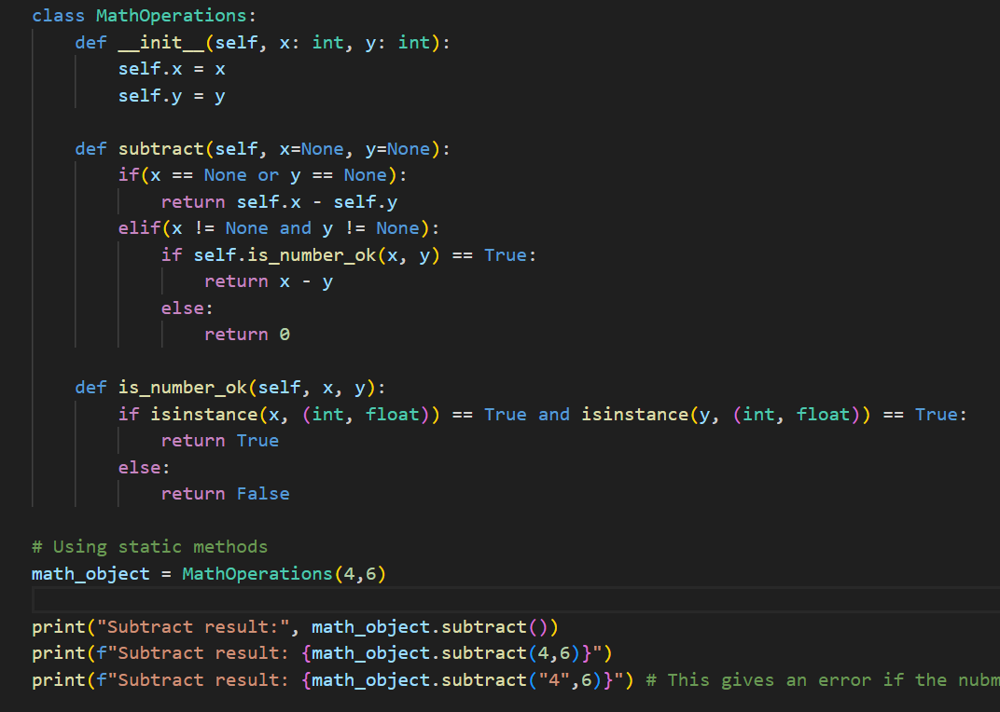 class MathOperations:
    def __init__(self, x: int, y: int):
        self.x = x
        self.y = y
    def subtract(self, x=None, y=None):
        if(x == None or y == None):
            return self.x - self.y
        elif(x != None and y != None):
            if self.is_number_ok(x, y) == True:
                return x - y
            else:
                return 0
    def is_number_ok(self, x, y):
        if isinstance(x, (int, float)) == True and isinstance(y, (int, float)) == True:
            return True
        else:
            return False
# Using static methods
math_object = MathOperations(4,6)
print("Subtract result:", math_object.subtract())
print(f"Subtract result: {math_object.subtract(4,6)}")
print(f"Subtract result: {math_object.subtract("4",6)}") # This gives an error if the